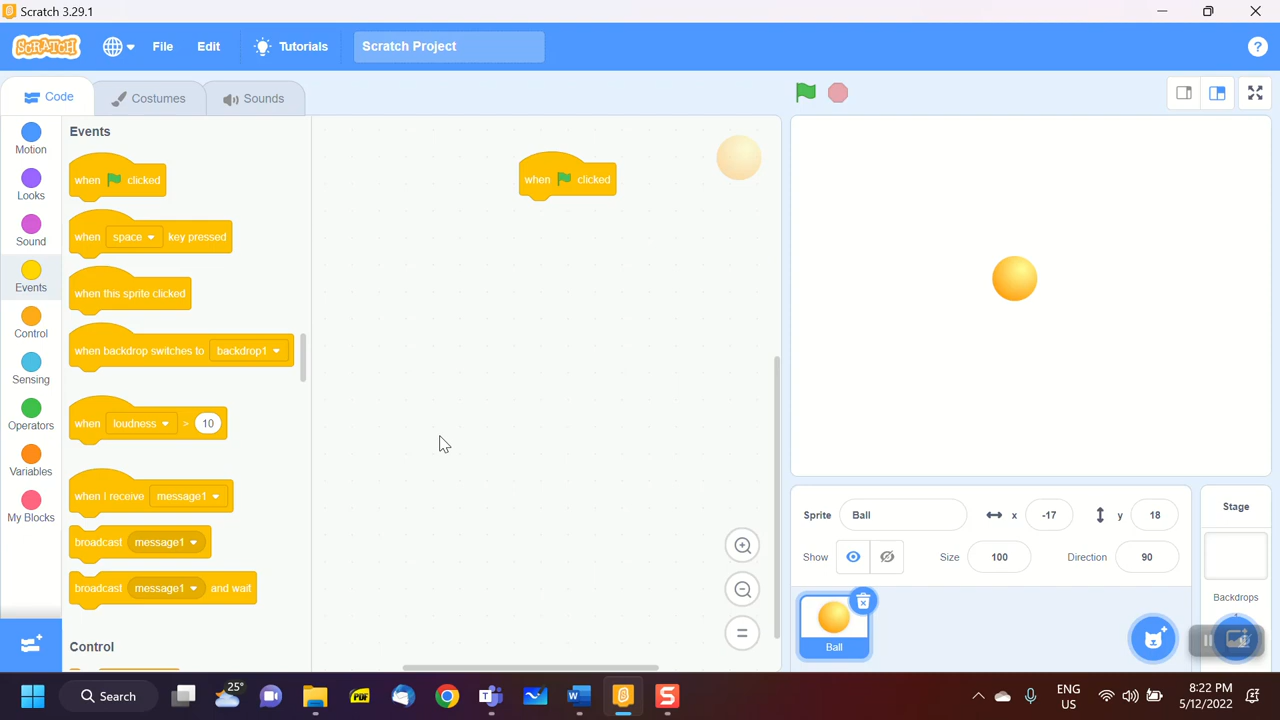 Scratch 3.29.1
SCRATCH
File
Edit
Tutorials
Scratch Project
?
Code
Costumes
Sounds
Motion
Looks
Sound
Events
Control
Sensing
Operators
Variables
My Blocks
Events
when clicked
when space key pressed
when this sprite clicked
when backdrop switches to backdrop1
when loudness > 10
when I receive message1
broadcast message1
broadcast message1 and wait
Control
when clicked
Sprite Ball x -17 y 18
Show Size 100 Direction 90
Ball
Stage
Backdrops
25°
Search
PDF
ENG
US
8:22 PM
5/12/2022